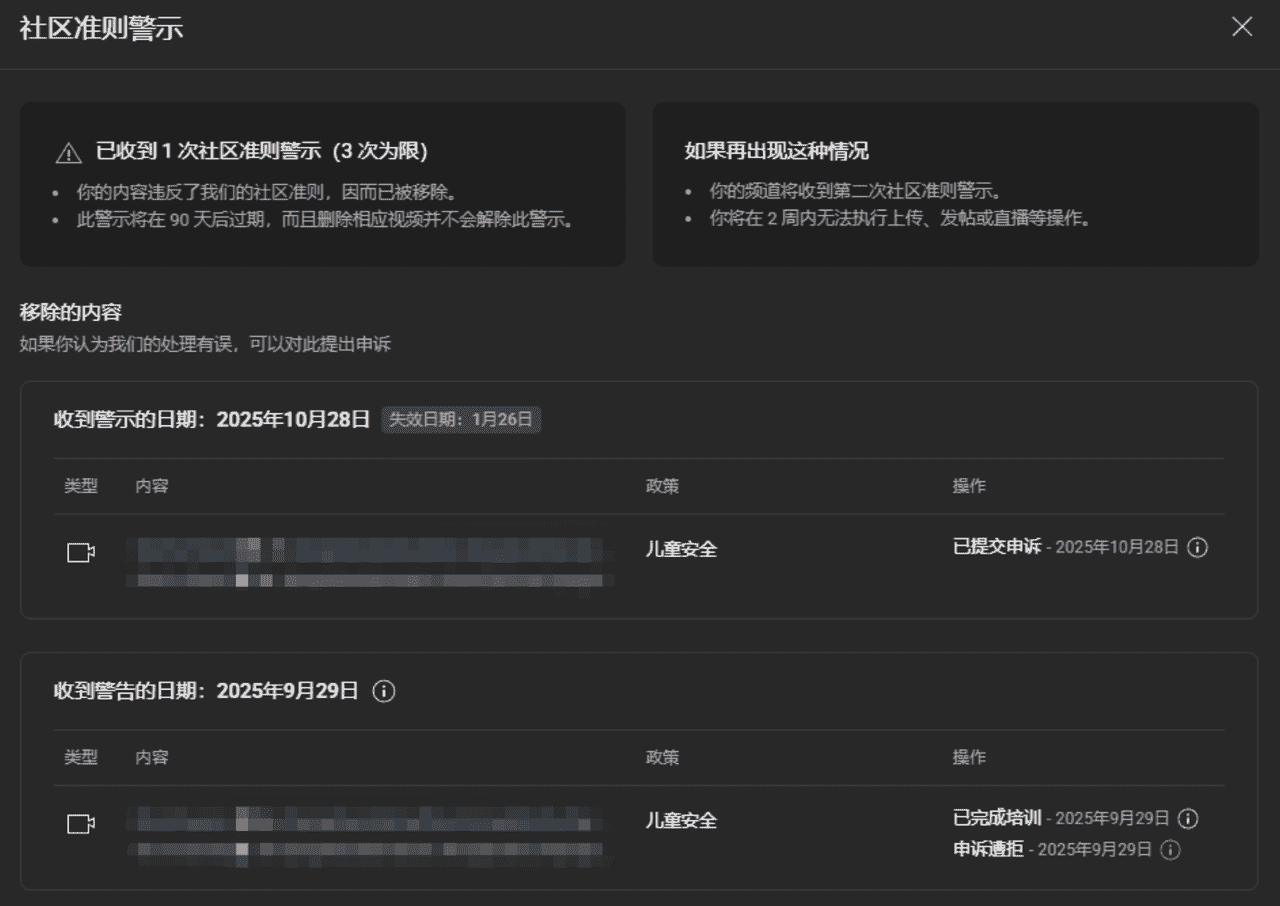 社区准则警示
已收到 1 次社区准则警示（3 次为限）
• 你的内容违反了我们的社区准则，因而已被移除。
• 此警示将在 90 天后过期，而且删除相应视频并不会解除此警示。
如果再出现这种情况
• 你的频道将收到第二次社区准则警示。
• 你将在 2 周内无法执行上传、发帖或直播等操作。
移除的内容
如果你认为我们的处理有误，可以对此提出申诉
收到警示的日期：2025年10月28日 失效日期：1月26日
类型 内容 政策 操作
儿童安全 已提交申诉 - 2025年10月28日
收到警告的日期：2025年9月29日
类型 内容 政策 操作
儿童安全 已完成培训 - 2025年9月29日
申诉遭拒 - 2025年9月29日